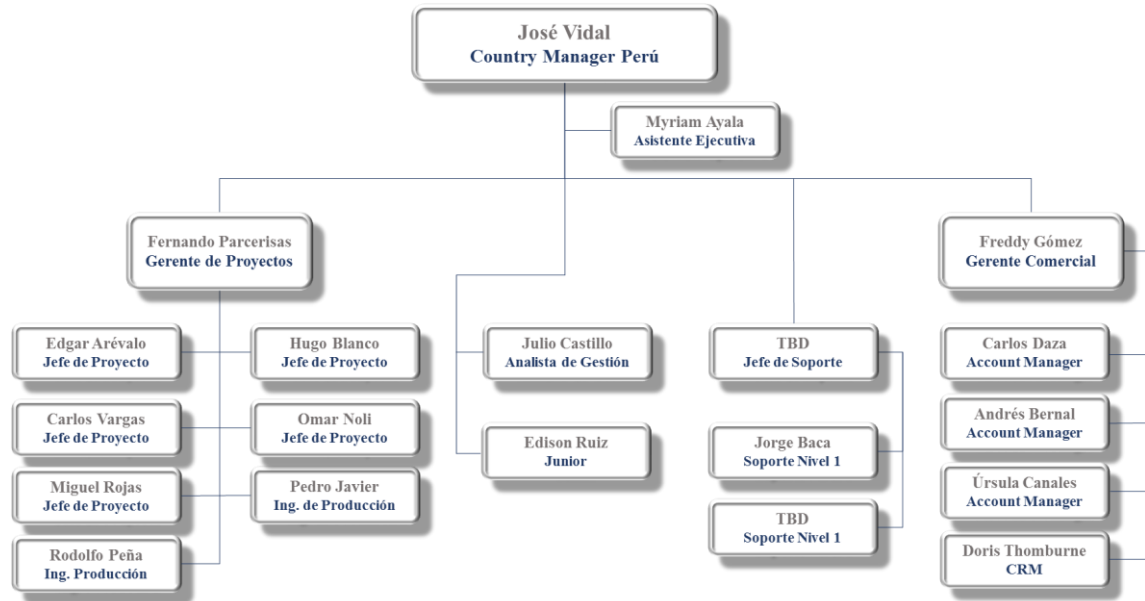 José Vidal
Country Manager Perú
Myriam Ayala
Asistente Ejecutiva
Fernando Parcerisas
Gerente de Proyectos
Freddy Gómez
Gerente Comercial
Edgar Arévalo
Jefe de Proyecto
Hugo Blanco
Jefe de Proyecto
Julio Castillo
Analista de Gestión
TBD
Jefe de Soporte
Carlos Daza
Account Manager
Carlos Vargas
Jefe de Proyecto
Omar Noli
Jefe de Proyecto
Edison Ruiz
Junior
Jorge Baca
Soporte Nivel 1
Andrés Bernal
Account Manager
Miguel Rojas
Jefe de Proyecto
Pedro Javier
Ing. de Producción
TBD
Soporte Nivel 1
Úrsula Canales
Account Manager
Rodolfo Peña
Ing. Producción
Doris Thomburne
CRM